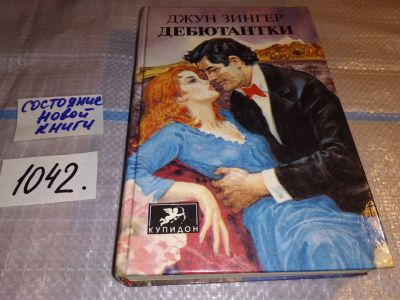 ДЖУН ЗИНГЕР
ДЕБЮТАНТКИ
состояние
новой
книги
1042.
КУПИДОН